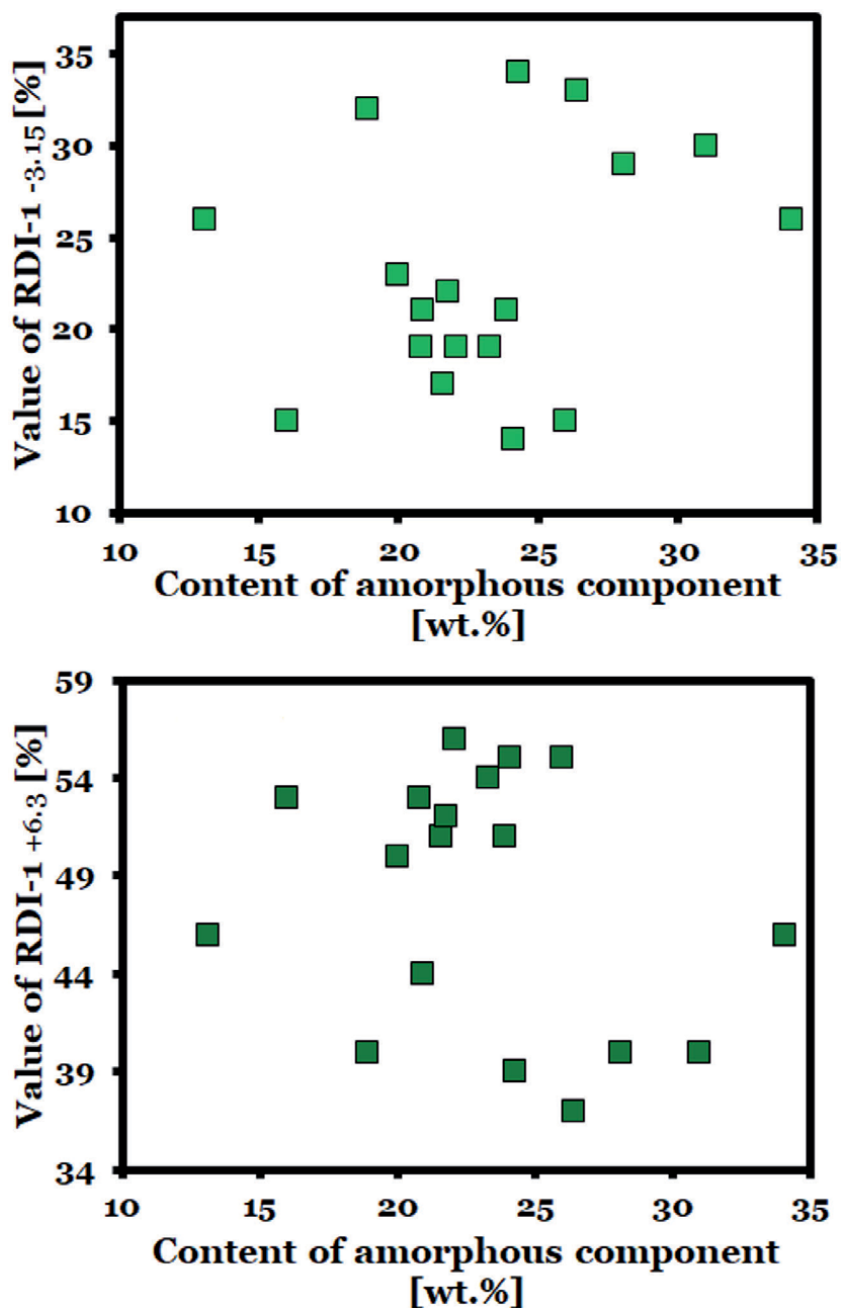 Value of RDI-1 -3.15 [%]
35
30
25
20
15
10
10 15 20 25 30 35
Content of amorphous component
[wt.%]
Value of RDI-1 +6.3 [%]
59
54
49
44
39
34
10 15 20 25 30 35
Content of amorphous component
[wt.%]